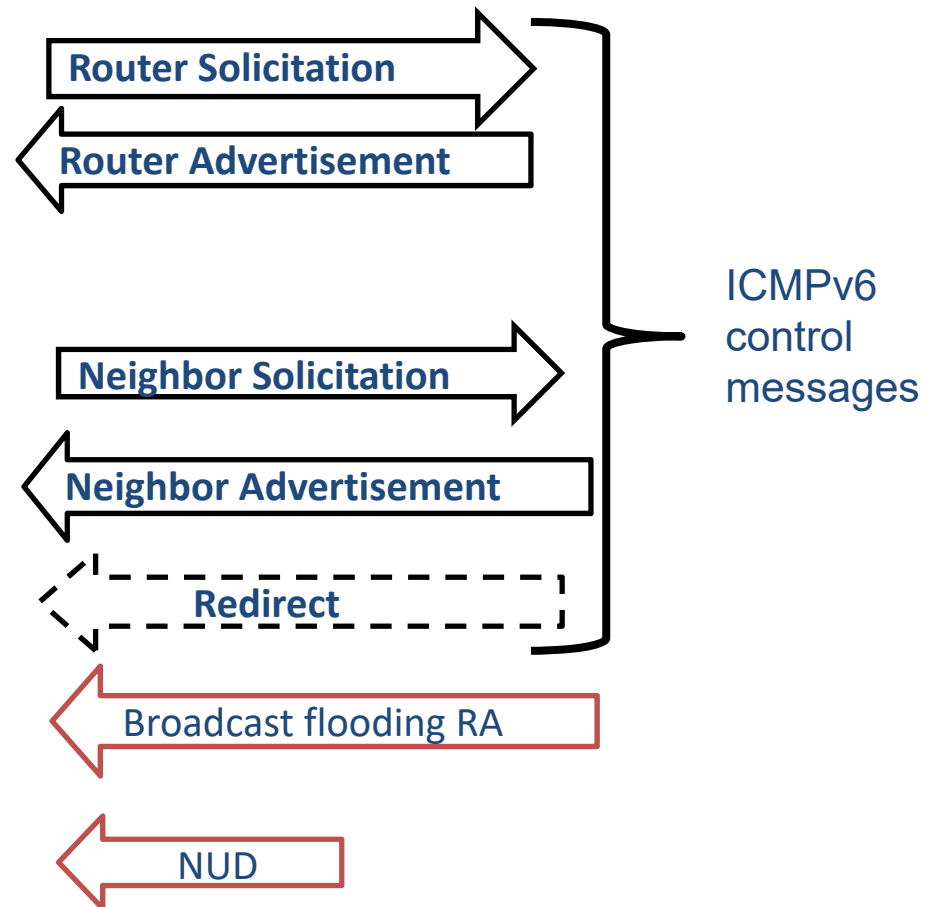 Router Solicitation
Router Advertisement
ICMPv6
control
messages
Neighbor Solicitation
Neighbor Advertisement
Redirect
Broadcast flooding RA
NUD